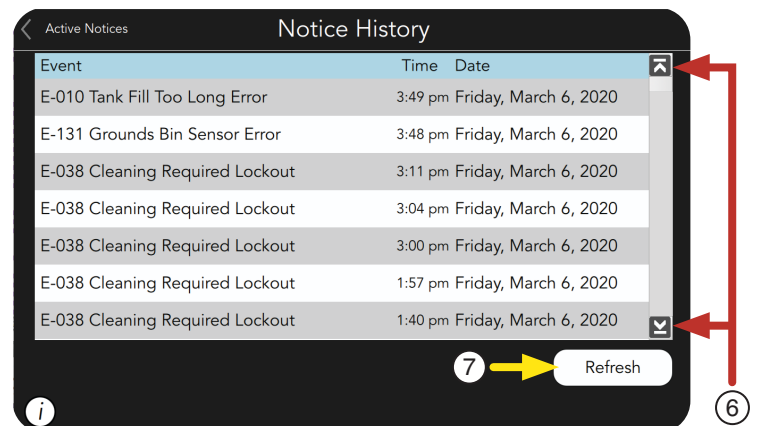 Active Notices Notice History
Event Time Date
E-010 Tank Fill Too Long Error 3:49 pm Friday, March 6, 2020
E-131 Grounds Bin Sensor Error 3:48 pm Friday, March 6, 2020
E-038 Cleaning Required Lockout 3:11 pm Friday, March 6, 2020
E-038 Cleaning Required Lockout 3:04 pm Friday, March 6, 2020
E-038 Cleaning Required Lockout 3:00 pm Friday, March 6, 2020
E-038 Cleaning Required Lockout 1:57 pm Friday, March 6, 2020
E-038 Cleaning Required Lockout 1:40 pm Friday, March 6, 2020
7 Refresh
i 6